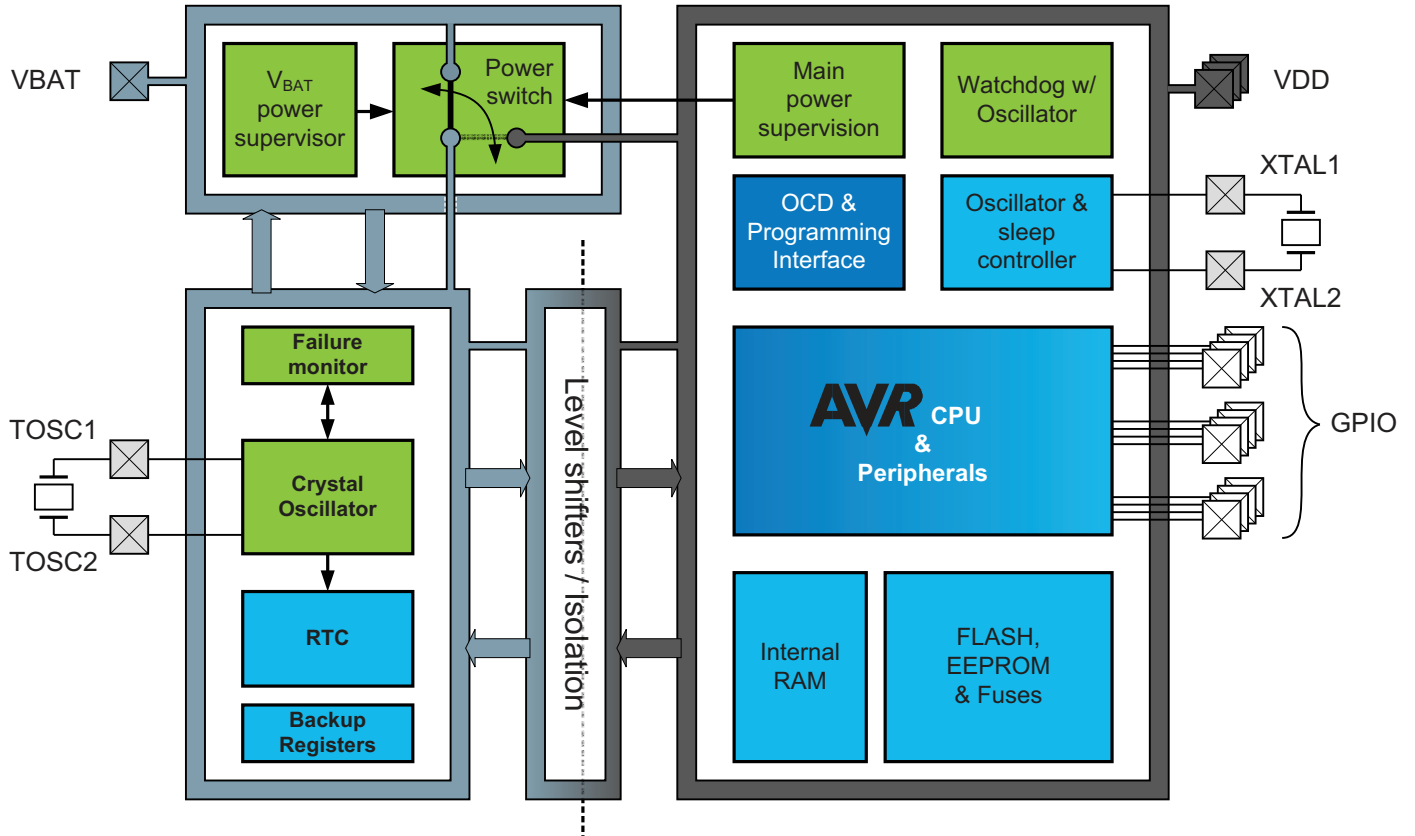 VBAT
VBAT
power
supervisor
Power
switch
Main
power
supervision
Watchdog w/
Oscillator
VDD
OCD &
Programming
Interface
Oscillator &
sleep
controller
XTAL1
XTAL2
Failure
monitor
TOSC1
Crystal
Oscillator
TOSC2
RTC
Backup
Registers
Level shifters / Isolation
AVR CPU
&
Peripherals
GPIO
Internal
RAM
FLASH,
EEPROM
& Fuses